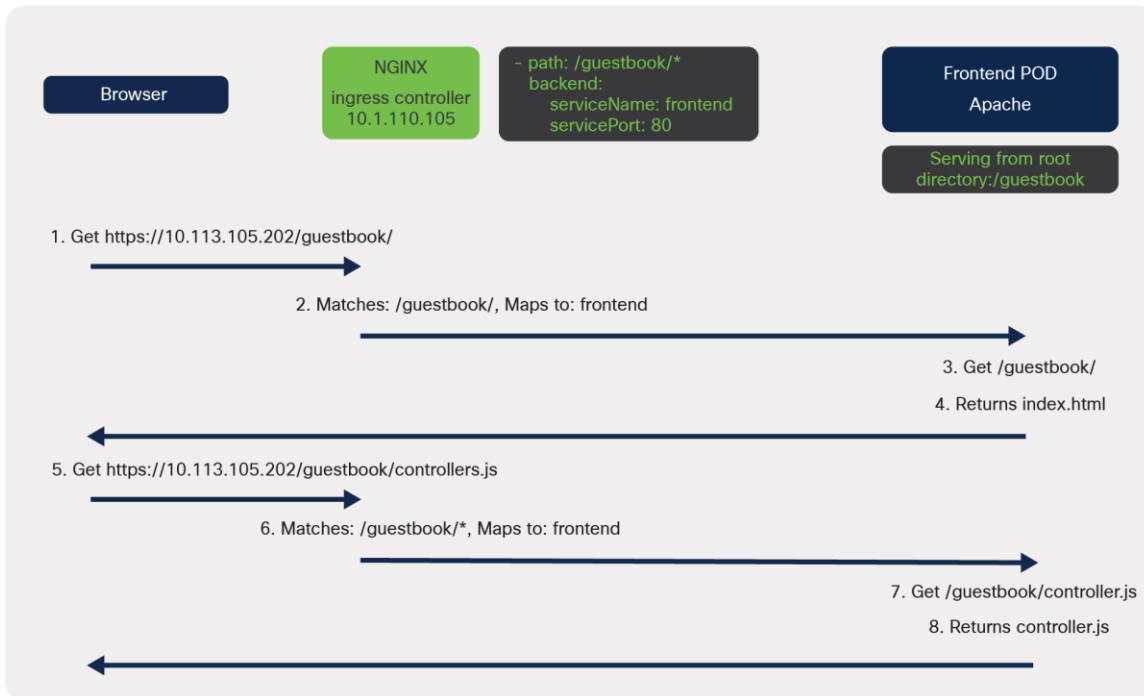 Browser
NGINX
ingress controller
10.1.110.105
- path: /guestbook/*
backend:
serviceName: frontend
servicePort: 80
Frontend POD
Apache
Serving from root
directory:/guestbook
1. Get https://10.113.105.202/guestbook/
2. Matches: /guestbook/, Maps to: frontend
3. Get /guestbook/
4. Returns index.html
5. Get https://10.113.105.202/guestbook/controllers.js
6. Matches: /guestbook/*, Maps to: frontend
7. Get /guestbook/controller.js
8. Returns controller.js